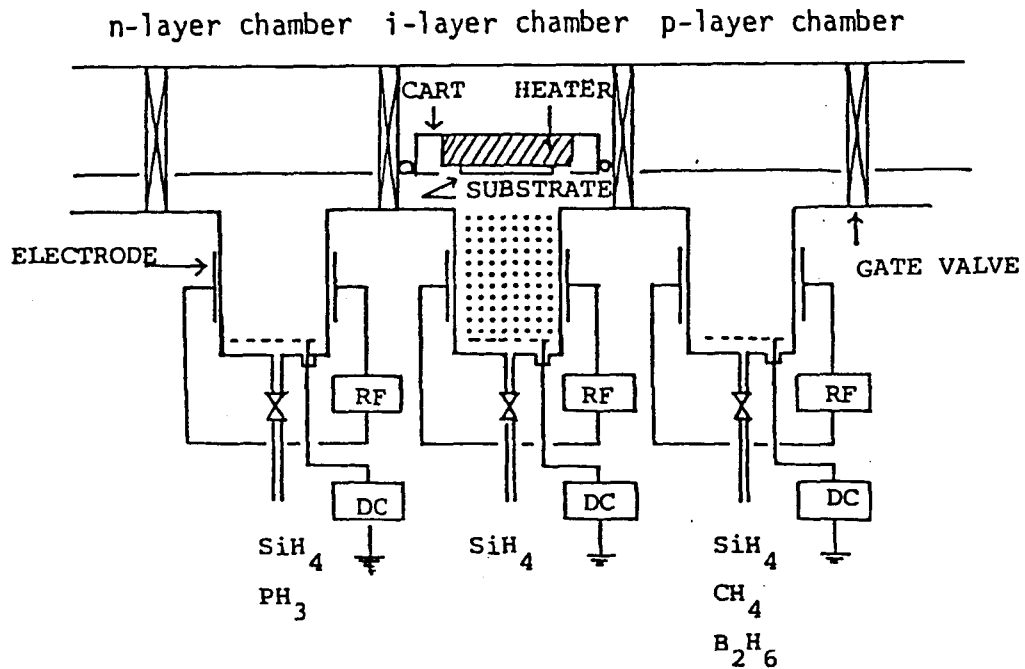 n-layer chamber i-layer chamber p-layer chamber
CART HEATER
SUBSTRATE
ELECTRODE
GATE VALVE
RF RF RF
DC DC DC
SiH4 SiH4 SiH4
PH3 CH4
B2H6